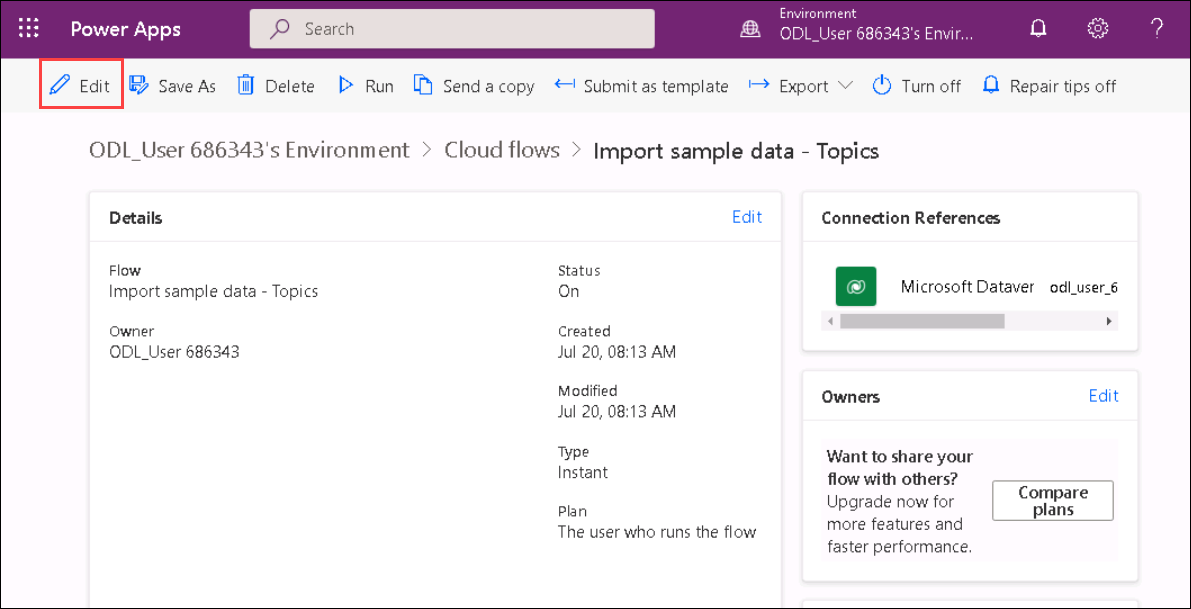 Power Apps
Search
Environment
ODL_User 686343's Envir...
?
Edit
Save As
Delete
Run
Send a copy
Submit as template
Export
Turn off
Repair tips off
ODL_User 686343's Environment > Cloud flows > Import sample data - Topics
Details
Edit
Flow
Import sample data - Topics
Owner
ODL_User 686343
Status
On
Created
Jul 20, 08:13 AM
Modified
Jul 20, 08:13 AM
Type
Instant
Plan
The user who runs the flow
Connection References
Microsoft Dataver
odl_user_6
Owners
Edit
Want to share your
flow with others?
Upgrade now for
more features and
faster performance.
Compare
plans